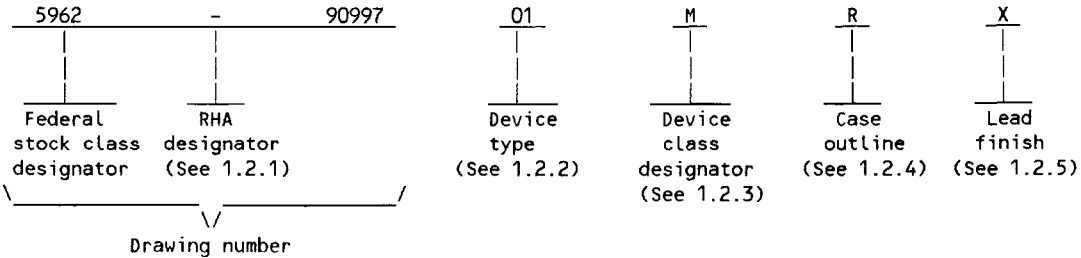 5962 - 90997 01 M R X
Federal RHA Device Device Case Lead
stock class designator type class outline finish
designator (See 1.2.1) (See 1.2.2) designator (See 1.2.4) (See 1.2.5)
(See 1.2.3)
Drawing number